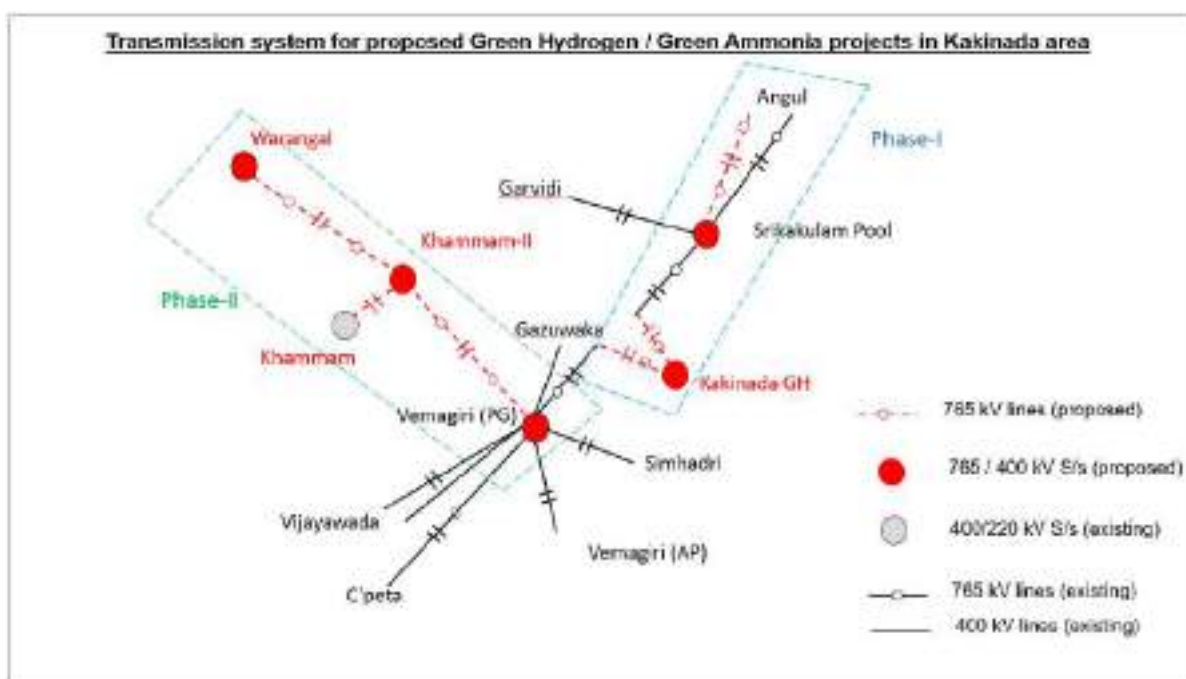 Transmission system for proposed Green Hydrogen / Green Ammonia projects in Kakinada area
Angul
Warangal
Phase-I
Garvidi
Khammam-II
Srikakulam Pool
Phase-II
Gazuwaka
Khammam
Kakinada GH
Vemagiri (PG)
Simhadri
Vijayawada
Vemagiri (AP)
C'peta
765 kV lines (proposed)
765 / 400 kV S/s (proposed)
400/220 kV S/s (existing)
765 kV lines (existing)
400 kV lines (existing)